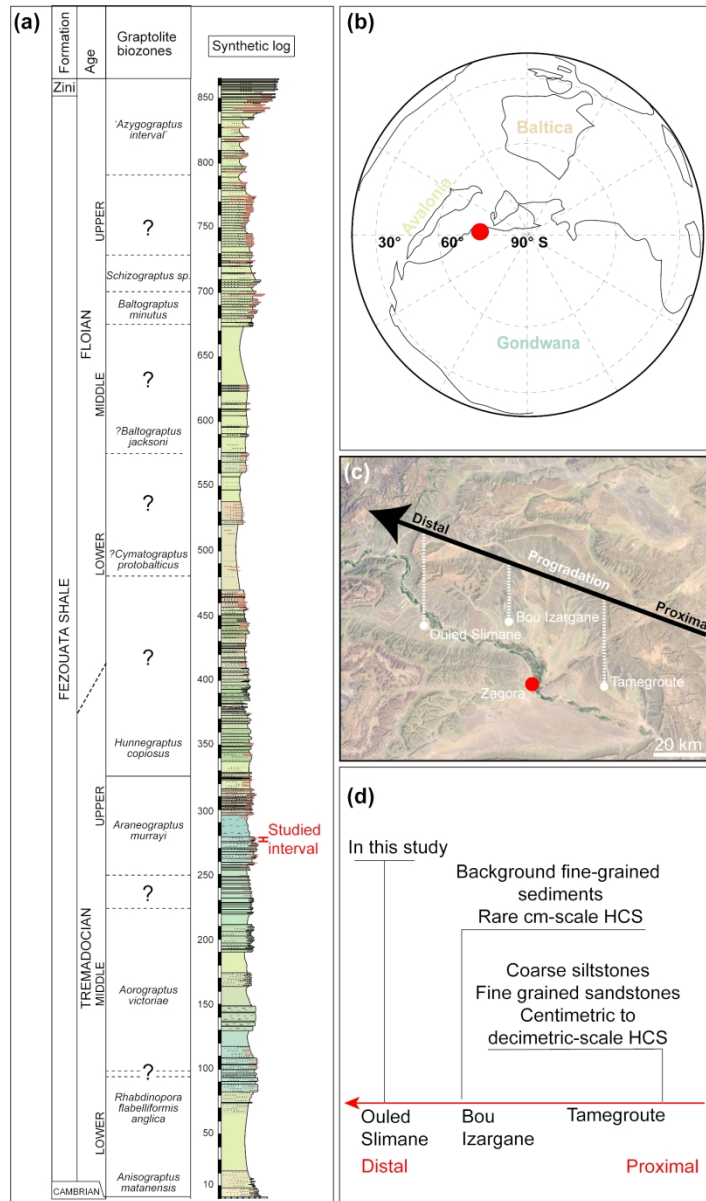 (a)
Formation
Age
Graptolite
biozones
Synthetic log
Zini
FEZOUATA SHALE
CAMBRIAN
FLOIAN
UPPER
MIDDLE
LOWER
TREMADOCIAN
UPPER
MIDDLE
LOWER
'Azygograptus
interval'
?
Schizograptus sp.
Baltograptus
minutus
?
?Baltograptus
jacksoni
?
?Cymatograptus
protobalticus
?
Hunnegraptus
copiosus
Araneograptus
murrayi
?
Aorograptus
victoriae
?
Rhabdinopora
flabelliformis
anglica
Anisograptus
matanensis
850
800
750
700
650
600
550
500
450
400
350
300
250
200
150
100
50
10
Studied
interval
(b)
Baltica
Avalonia
30°
60°
90° S
Gondwana
(c)
Distal
Progradation
Proximal
Ouled Slimane
Bou Izargane
Zagora
Tamegroute
20 km
(d)
In this study
Background fine-grained
sediments
Rare cm-scale HCS
Coarse siltstones
Fine grained sandstones
Centimetric to
decimetric-scale HCS
Ouled
Slimane
Bou
Izargane
Tamegroute
Distal
Proximal